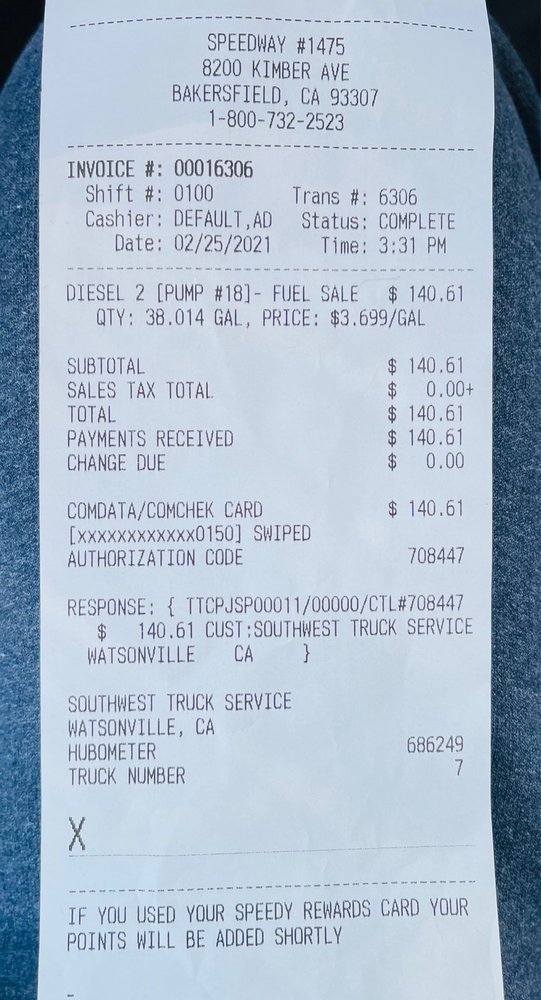 SPEEDWAY #1475
8200 KIMBER AVE
BAKERSFIELD, CA 93307
1-800-732-2523
INVOICE #: 00016306
Shift #: 0100 Trans #: 6306
Cashier: DEFAULT,AD Status: COMPLETE
Date: 02/25/2021 Time: 3:31 PM
DIESEL 2 [PUMP #18]- FUEL SALE $ 140.61
QTY: 38.014 GAL, PRICE: $3.699/GAL
SUBTOTAL $ 140.61
SALES TAX TOTAL $ 0.00+
TOTAL $ 140.61
PAYMENTS RECEIVED $ 140.61
CHANGE DUE $ 0.00
COMDATA/COMCHEK CARD $ 140.61
[xxxxxxxxxxxx0150] SWIPED
AUTHORIZATION CODE 708447
RESPONSE: { TTCPJSP00011/00000/CTL#708447
$ 140.61 CUST:SOUTHWEST TRUCK SERVICE
WATSONVILLE CA }
SOUTHWEST TRUCK SERVICE
WATSONVILLE, CA
HUBOMETER 686249
TRUCK NUMBER 7
X
IF YOU USED YOUR SPEEDY REWARDS CARD YOUR
POINTS WILL BE ADDED SHORTLY